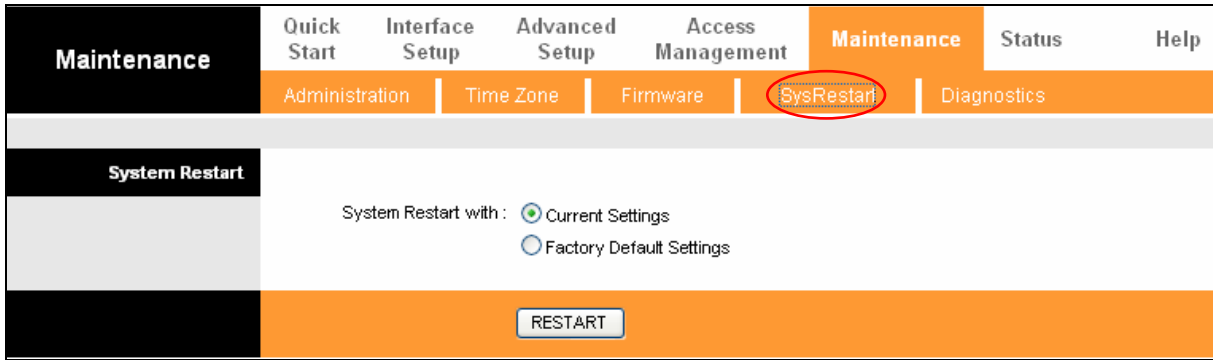 Maintenance
Quick Start
Interface Setup
Advanced Setup
Access Management
Maintenance
Status
Help
Administration
Time Zone
Firmware
SysRestart
Diagnostics
System Restart
System Restart with :
Current Settings
Factory Default Settings
RESTART